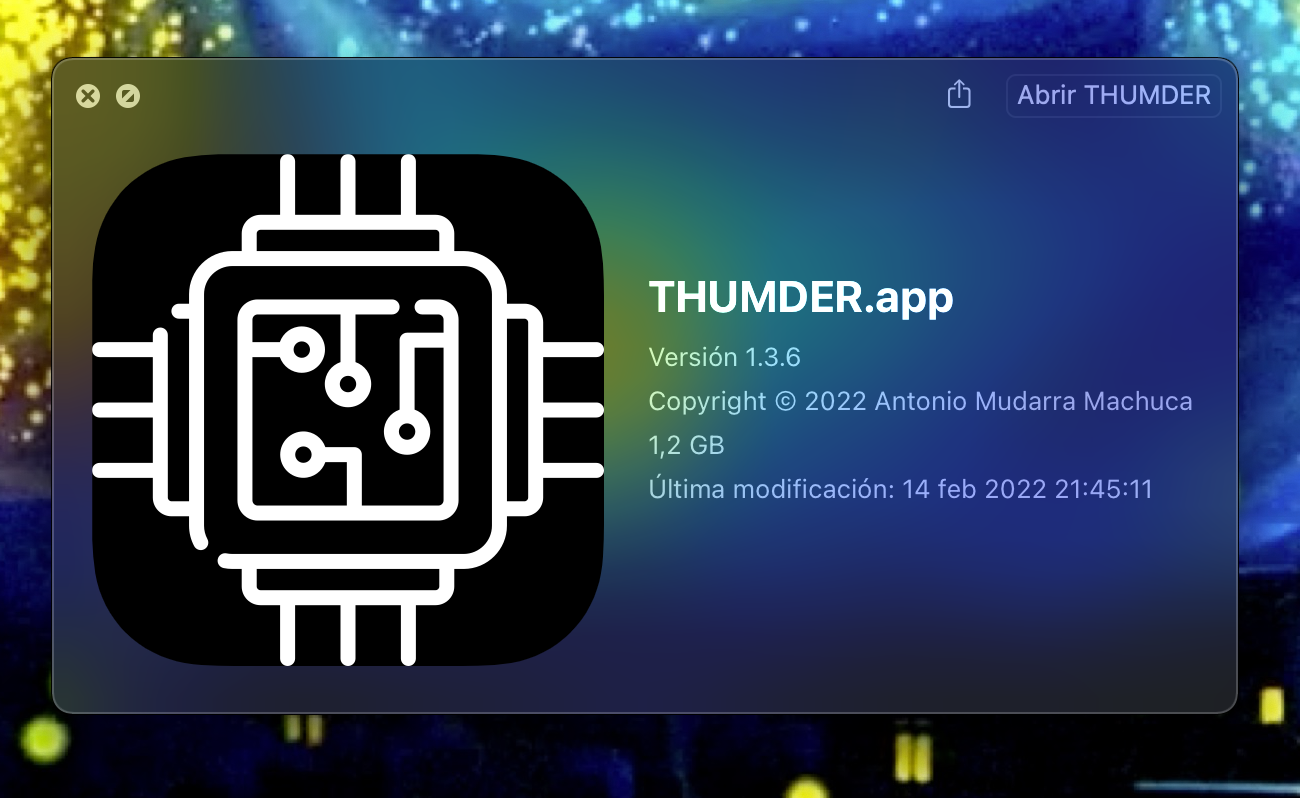 Abrir THUMDER
THUMDER.app
Versión 1.3.6
Copyright © 2022 Antonio Mudarra Machuca
1,2 GB
Última modificación: 14 feb 2022 21:45:11